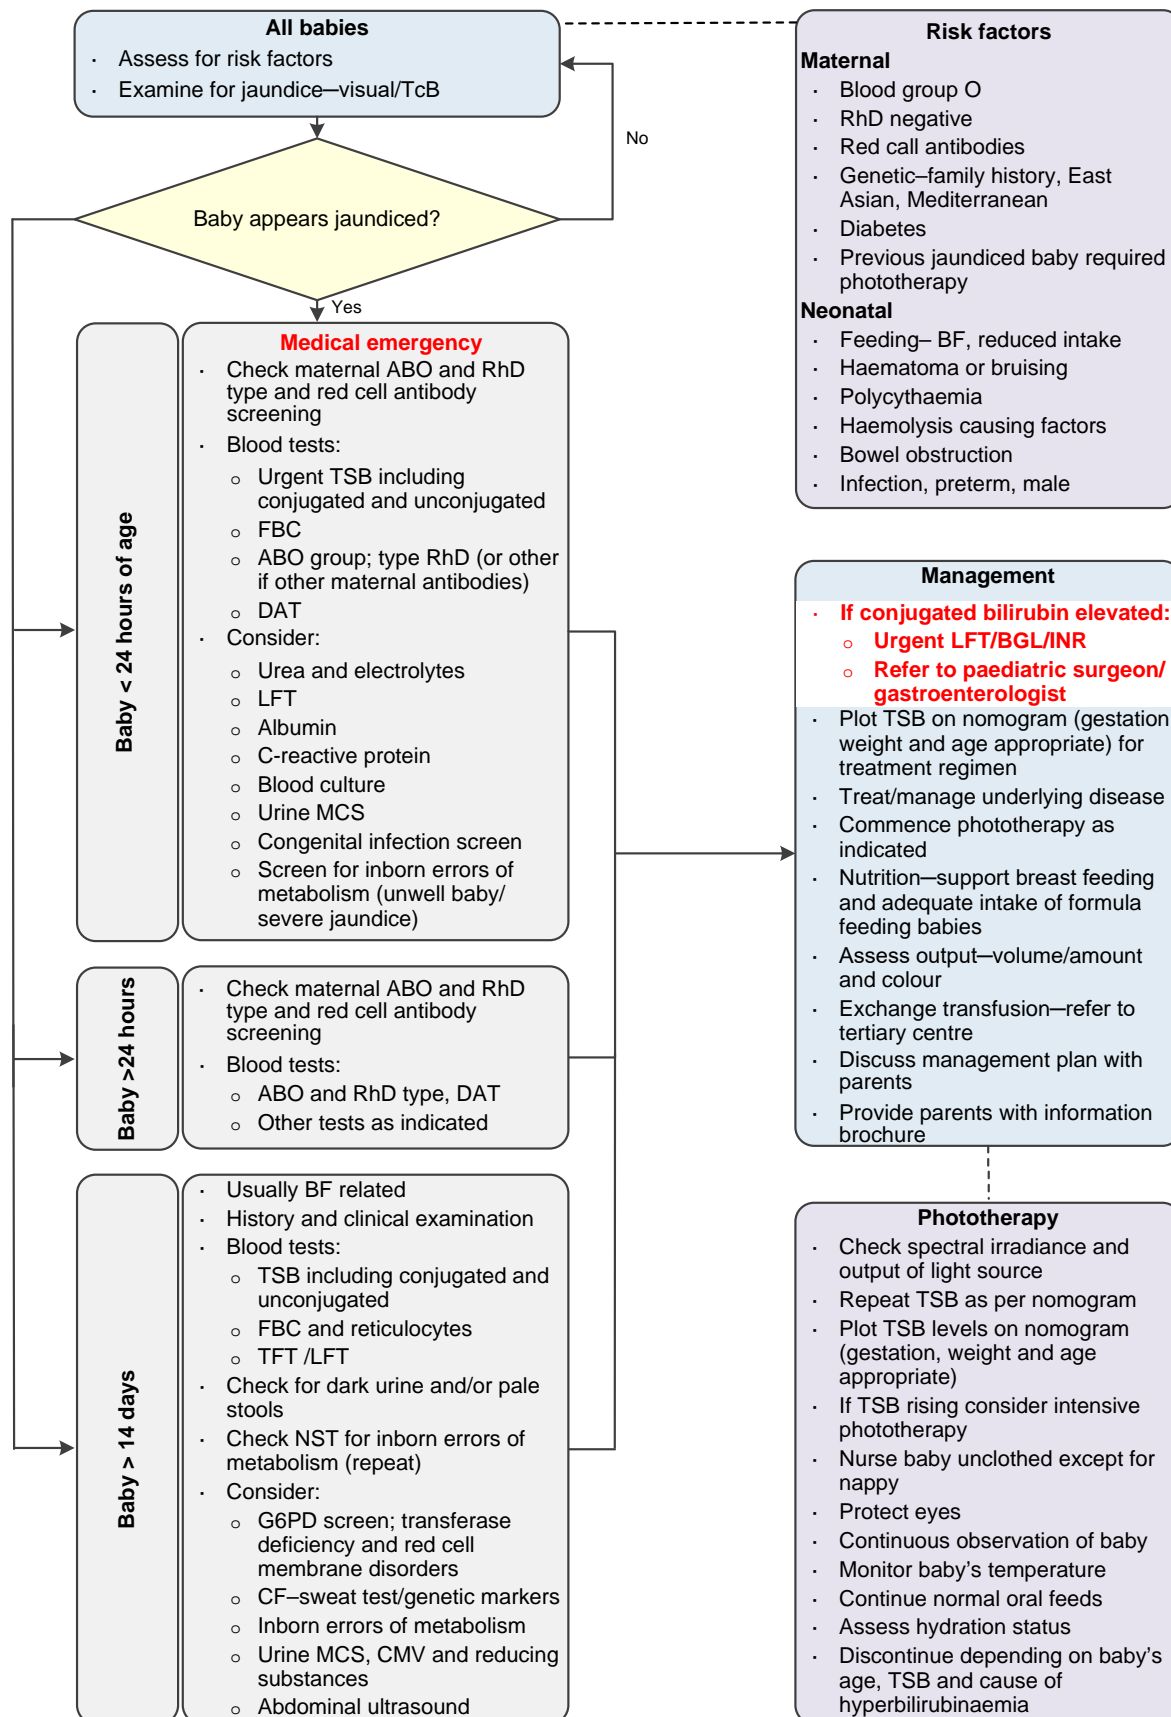 All babies
· Assess for risk factors
· Examine for jaundice—visual/TcB
No
Baby appears jaundiced?
Yes
Baby < 24 hours of age
Medical emergency
· Check maternal ABO and RhD
type and red cell antibody
screening
· Blood tests:
o Urgent TSB including
conjugated and unconjugated
o FBC
o ABO group; type RhD (or other
if other maternal antibodies)
o DAT
· Consider:
o Urea and electrolytes
o LFT
o Albumin
o C-reactive protein
o Blood culture
o Urine MCS
o Congenital infection screen
o Screen for inborn errors of
metabolism (unwell baby/
severe jaundice)
Baby >24 hours
· Check maternal ABO and RhD
type and red cell antibody
screening
· Blood tests:
o ABO and RhD type, DAT
o Other tests as indicated
Baby > 14 days
· Usually BF related
· History and clinical examination
· Blood tests:
o TSB including conjugated and
unconjugated
o FBC and reticulocytes
o TFT /LFT
· Check for dark urine and/or pale
stools
· Check NST for inborn errors of
metabolism (repeat)
· Consider:
o G6PD screen; transferase
deficiency and red cell
membrane disorders
o CF–sweat test/genetic markers
o Inborn errors of metabolism
o Urine MCS, CMV and reducing
substances
o Abdominal ultrasound
Risk factors
Maternal
· Blood group O
· RhD negative
· Red call antibodies
· Genetic–family history, East
Asian, Mediterranean
· Diabetes
· Previous jaundiced baby required
phototherapy
Neonatal
· Feeding– BF, reduced intake
· Haematoma or bruising
· Polycythaemia
· Haemolysis causing factors
· Bowel obstruction
· Infection, preterm, male
Management
· If conjugated bilirubin elevated:
o Urgent LFT/BGL/INR
o Refer to paediatric surgeon/
gastroenterologist
· Plot TSB on nomogram (gestation
weight and age appropriate) for
treatment regimen
· Treat/manage underlying disease
· Commence phototherapy as
indicated
· Nutrition—support breast feeding
and adequate intake of formula
feeding babies
· Assess output—volume/amount
and colour
· Exchange transfusion—refer to
tertiary centre
· Discuss management plan with
parents
· Provide parents with information
brochure
Phototherapy
· Check spectral irradiance and
output of light source
· Repeat TSB as per nomogram
· Plot TSB levels on nomogram
(gestation, weight and age
appropriate)
· If TSB rising consider intensive
phototherapy
· Nurse baby unclothed except for
nappy
· Protect eyes
· Continuous observation of baby
· Monitor baby's temperature
· Continue normal oral feeds
· Assess hydration status
· Discontinue depending on baby's
age, TSB and cause of
hyperbilirubinaemia